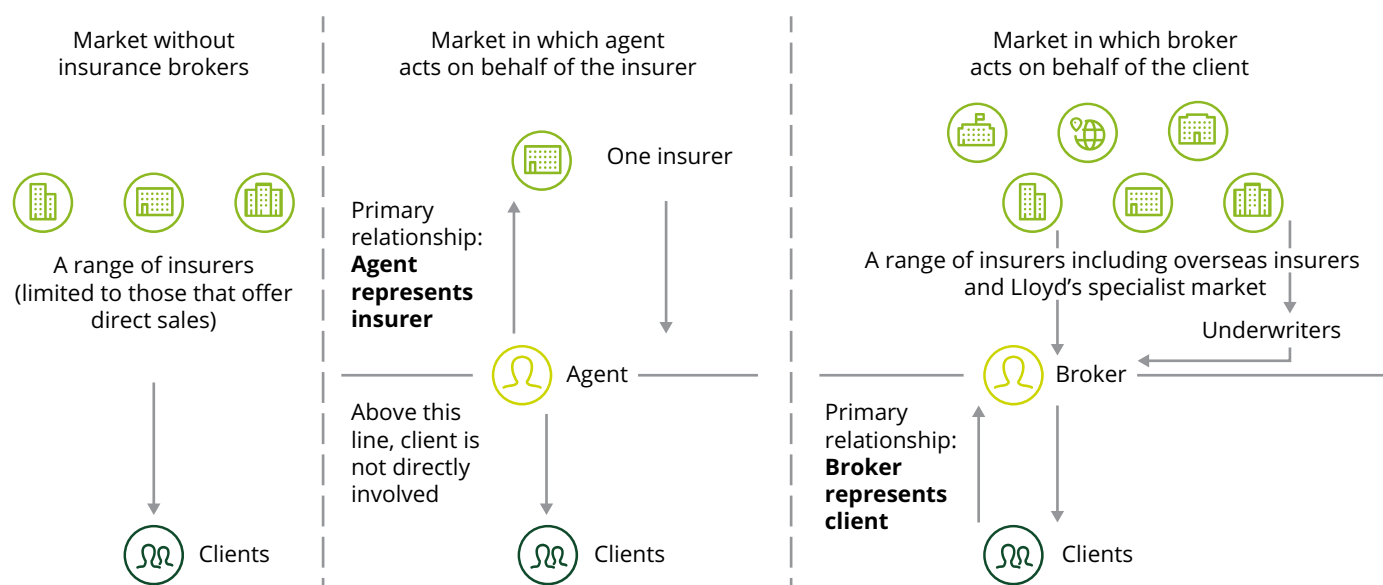 Market without
insurance brokers
A range of insurers
(limited to those that offer
direct sales)
Clients
Market in which agent
acts on behalf of the insurer
One insurer
Primary
relationship:
Agent
represents
insurer
Agent
Above this
line, client is
not directly
involved
Clients
Market in which broker
acts on behalf of the client
A range of insurers including overseas insurers
and Lloyd’s specialist market
Underwriters
Broker
Primary
relationship:
Broker
represents
client
Clients